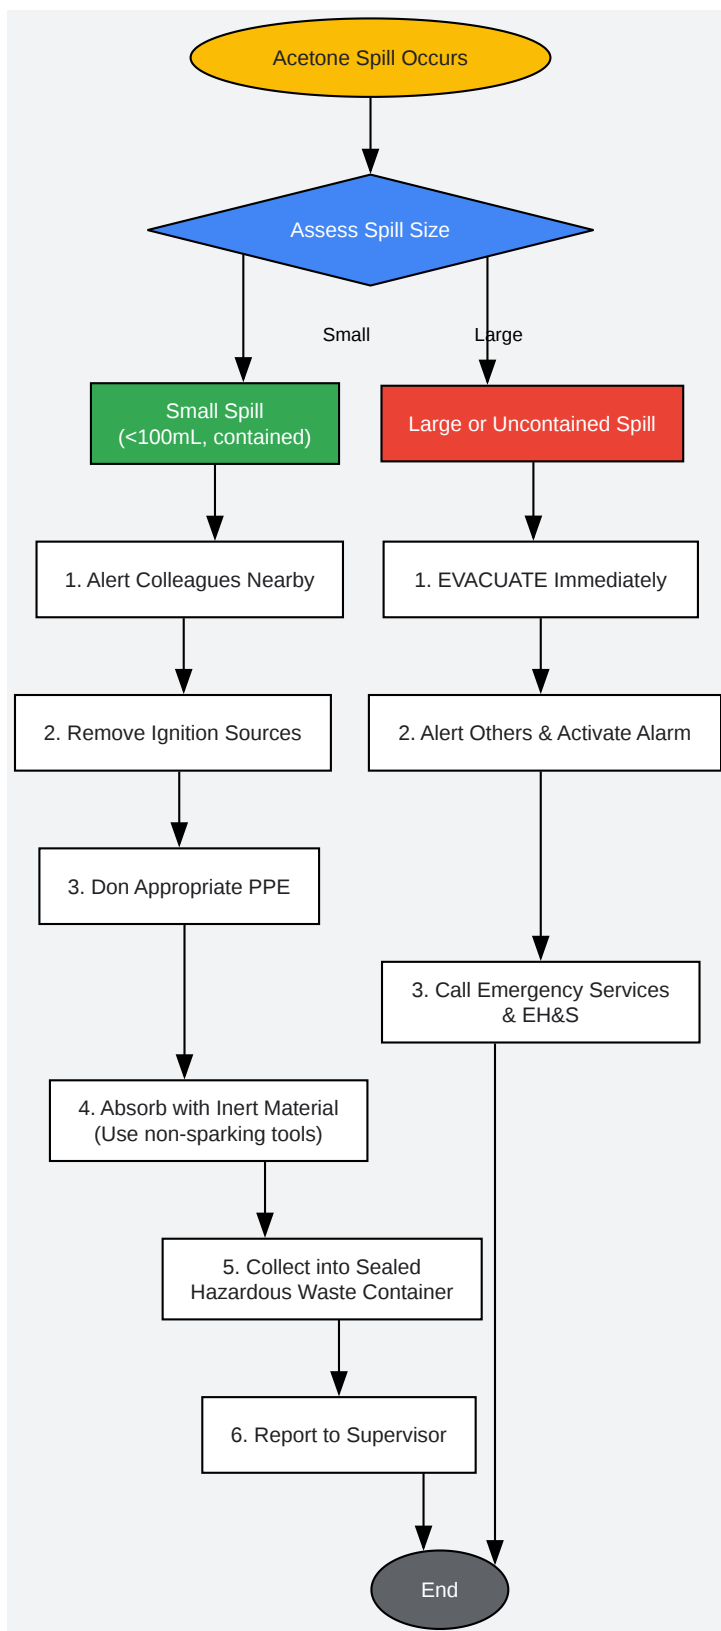 Acetone Spill Occurs
Assess Spill Size
Small
Large
Small Spill
(<100mL, contained)
Large or Uncontained Spill
1. Alert Colleagues Nearby
1. EVACUATE Immediately
2. Remove Ignition Sources
2. Alert Others & Activate Alarm
3. Don Appropriate PPE
3. Call Emergency Services
& EH&S
4. Absorb with Inert Material
(Use non-sparking tools)
5. Collect into Sealed
Hazardous Waste Container
6. Report to Supervisor
End